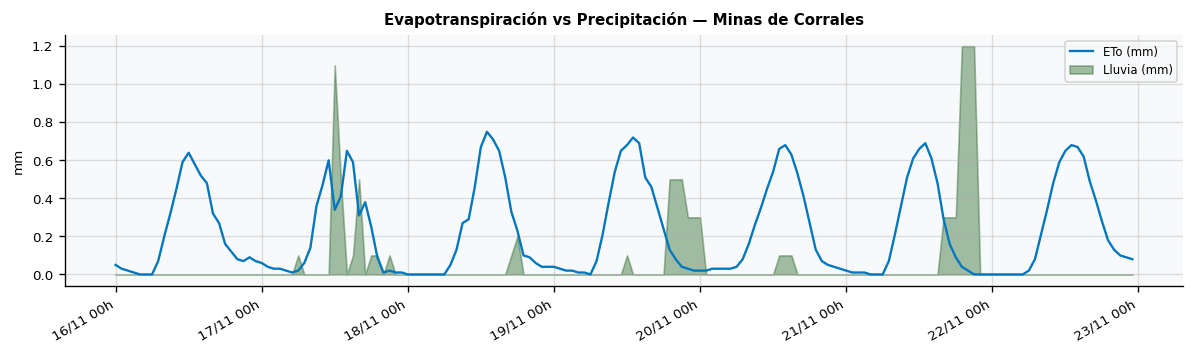 Evapotranspiración vs Precipitación — Minas de Corrales
ETo (mm)
Lluvia (mm)
mm
1.2
1.0
0.8
0.6
0.4
0.2
0.0
16/11 00h
17/11 00h
18/11 00h
19/11 00h
20/11 00h
21/11 00h
22/11 00h
23/11 00h